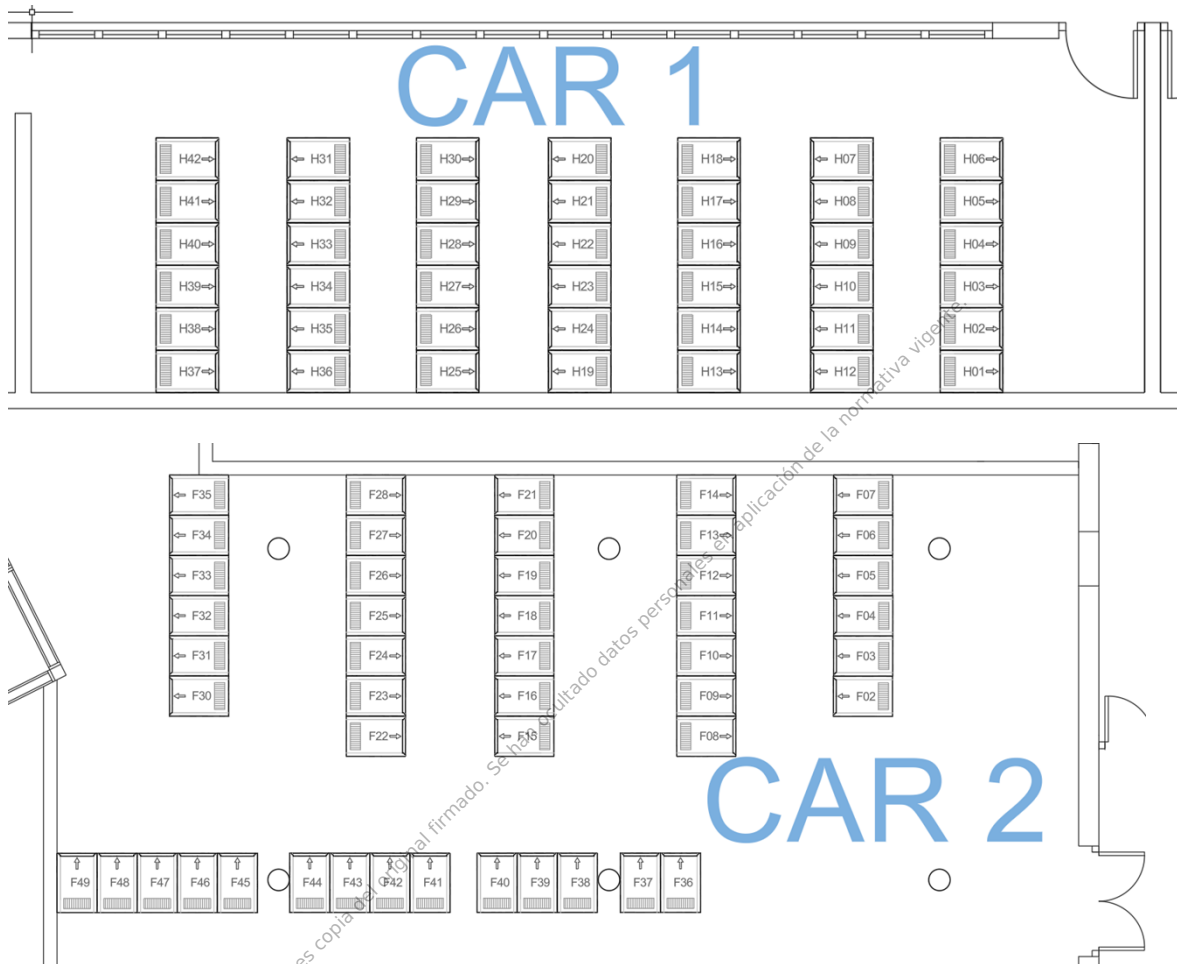 CAR 1
H42 H31 H30 H20 H18 H07 H06
H41 H32 H29 H21 H17 H08 H05
H40 H33 H28 H22 H16 H09 H04
H39 H34 H27 H23 H15 H10 H03
H38 H35 H26 H24 H14 H11 H02
H37 H36 H25 H19 H13 H12 H01
F35 F28 F21 F14 F07
F34 F27 F20 F13 F06
F33 F26 F19 F12 F05
F32 F25 F18 F11 F04
F31 F24 F17 F10 F03
F30 F23 F16 F09 F02
F22 F15 F08
CAR 2
F49 F48 F47 F46 F45 F44 F43 F42 F41 F40 F39 F38 F37 F36
es copia del original firmado. Se han ocultado datos personales en aplicación de la normativa vigente.